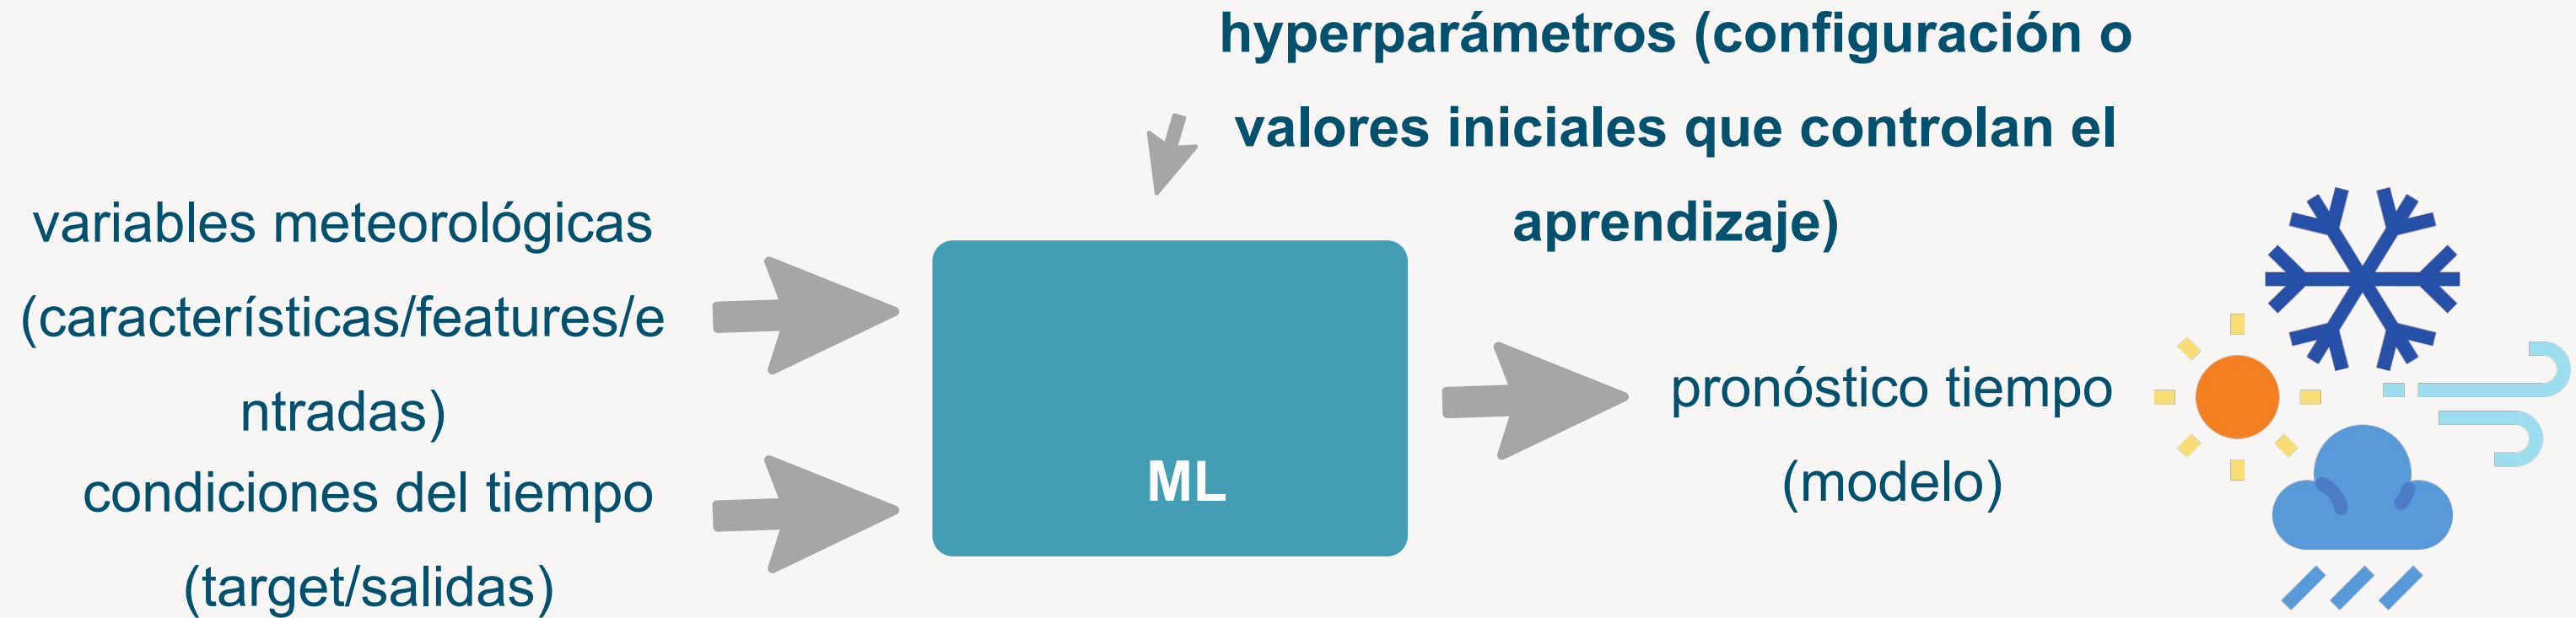 hyperparámetros (configuración o
valores iniciales que controlan el
aprendizaje)
variables meteorológicas
(características/features/e
ntradas)
condiciones del tiempo
(target/salidas)
ML
pronóstico tiempo
(modelo)